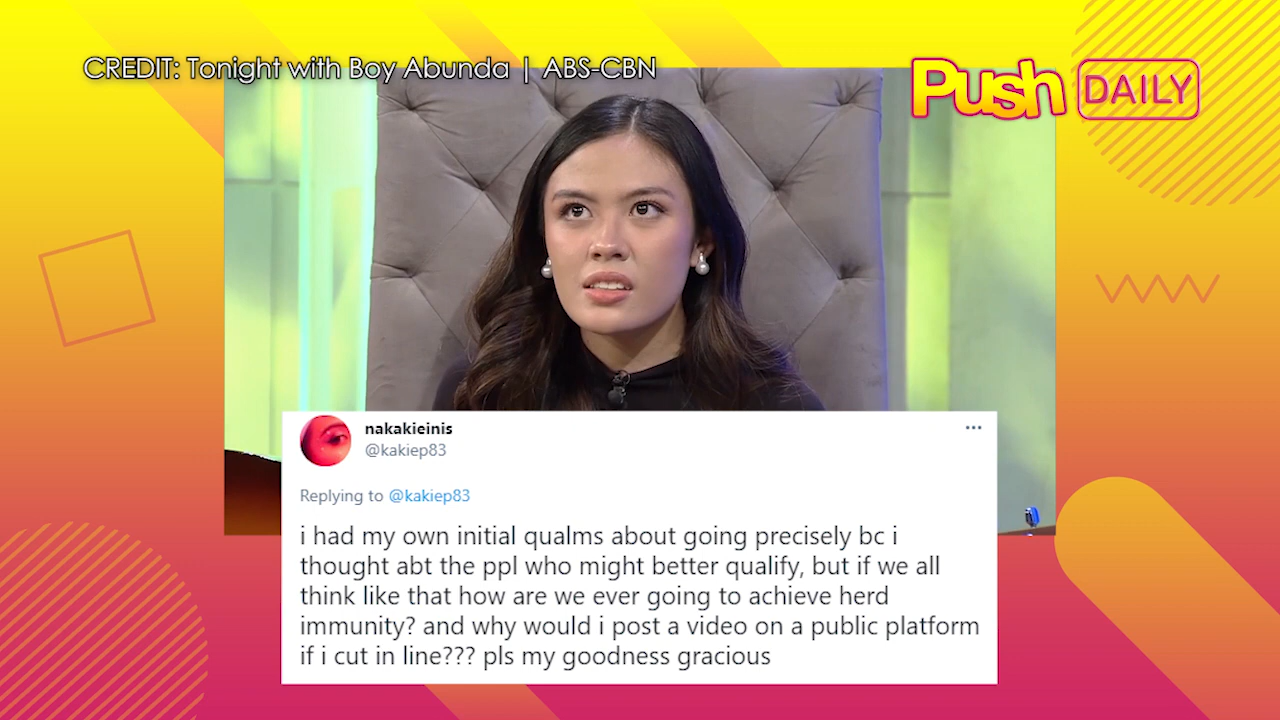 CREDIT: Tonight with Boy Abunda | ABS-CBN
Push DAILY
nakakieinis
@kakiep83
Replying to @kakiep83
i had my own initial qualms about going precisely bc i
thought abt the ppl who might better qualify, but if we all
think like that how are we ever going to achieve herd
immunity? and why would i post a video on a public platform
if i cut in line??? pls my goodness gracious